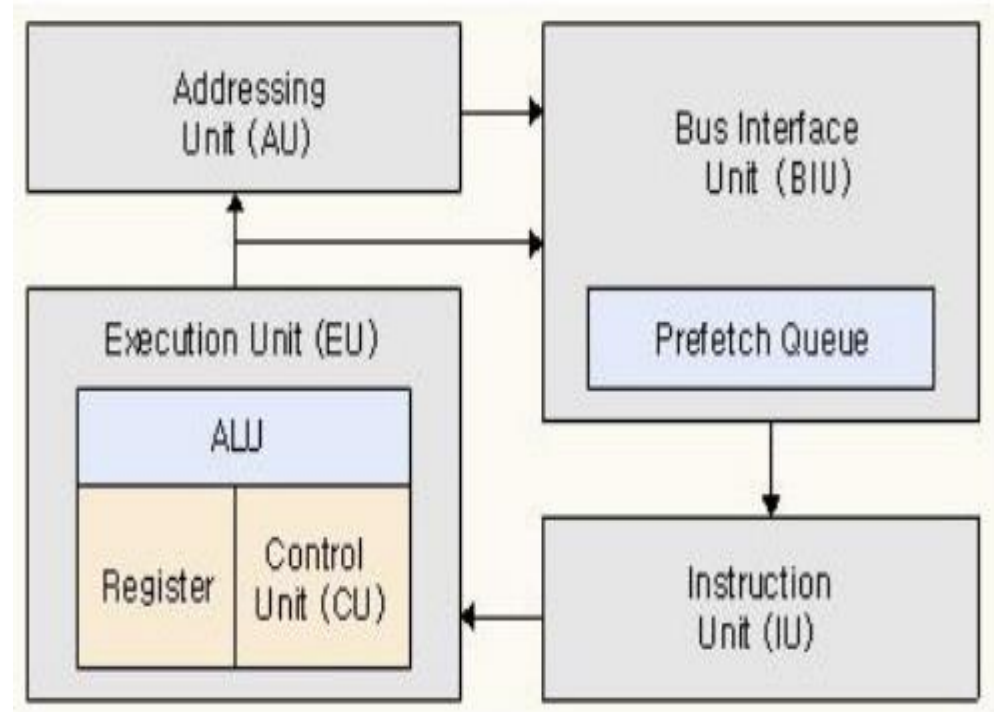 Addressing
Unit (AU)
Bus Interface
Unit (BIU)
Prefetch Queue
Execution Unit (EU)
ALU
Register
Control
Unit (CU)
Instruction
Unit (IU)